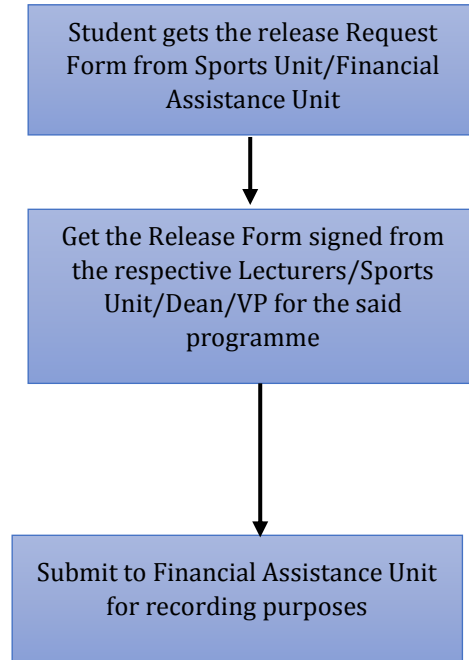 Student gets the release Request
Form from Sports Unit/Financial
Assistance Unit
Get the Release Form signed from
the respective Lecturers/Sports
Unit/Dean/VP for the said
programme
Submit to Financial Assistance Unit
for recording purposes